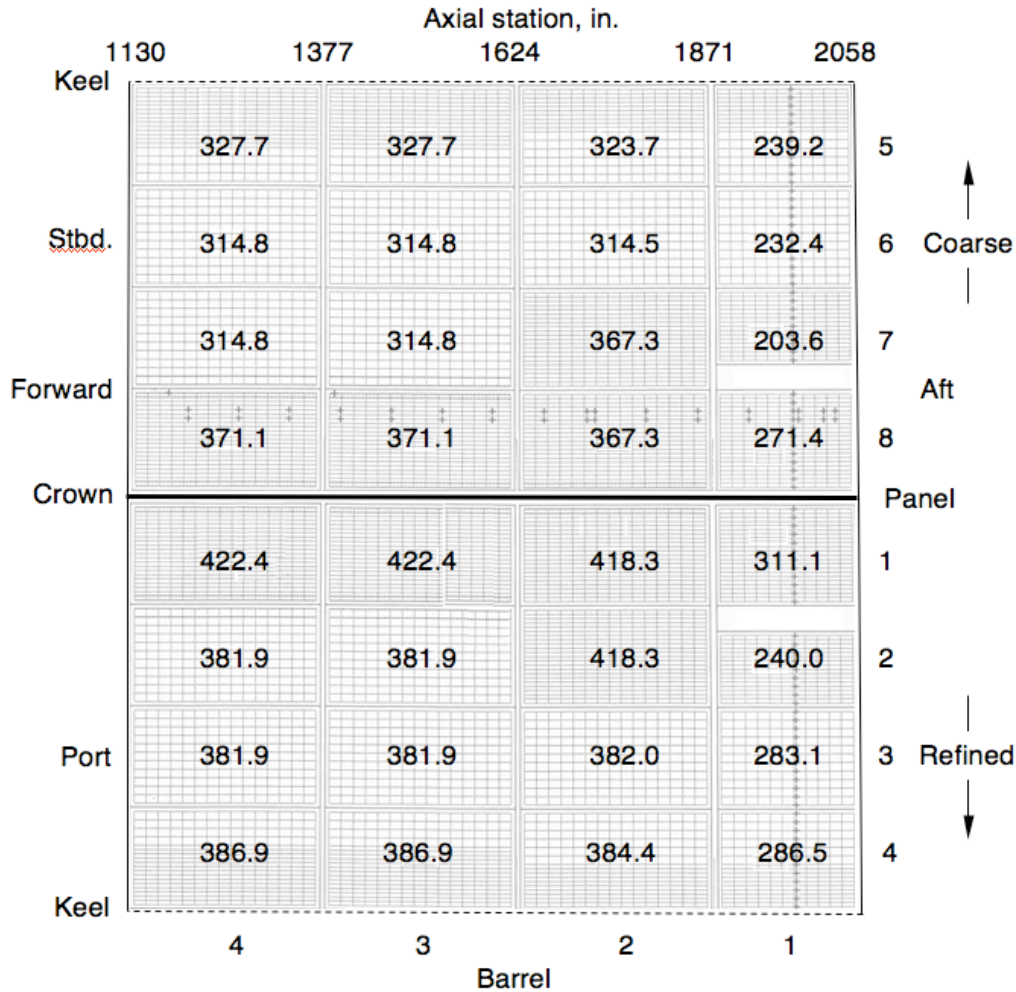 Axial station, in.
1130 1377 1624 1871 2058
Keel
327.7 327.7 323.7 239.2 5
Stbd. 314.8 314.8 314.5 232.4 6 Coarse
314.8 314.8 367.3 203.6 7
Forward Aft
371.1 371.1 367.3 271.4 8
Crown Panel
422.4 422.4 418.3 311.1 1
381.9 381.9 418.3 240.0 2
Port 381.9 381.9 382.0 283.1 3 Refined
386.9 386.9 384.4 286.5 4
Keel
4 3 2 1
Barrel